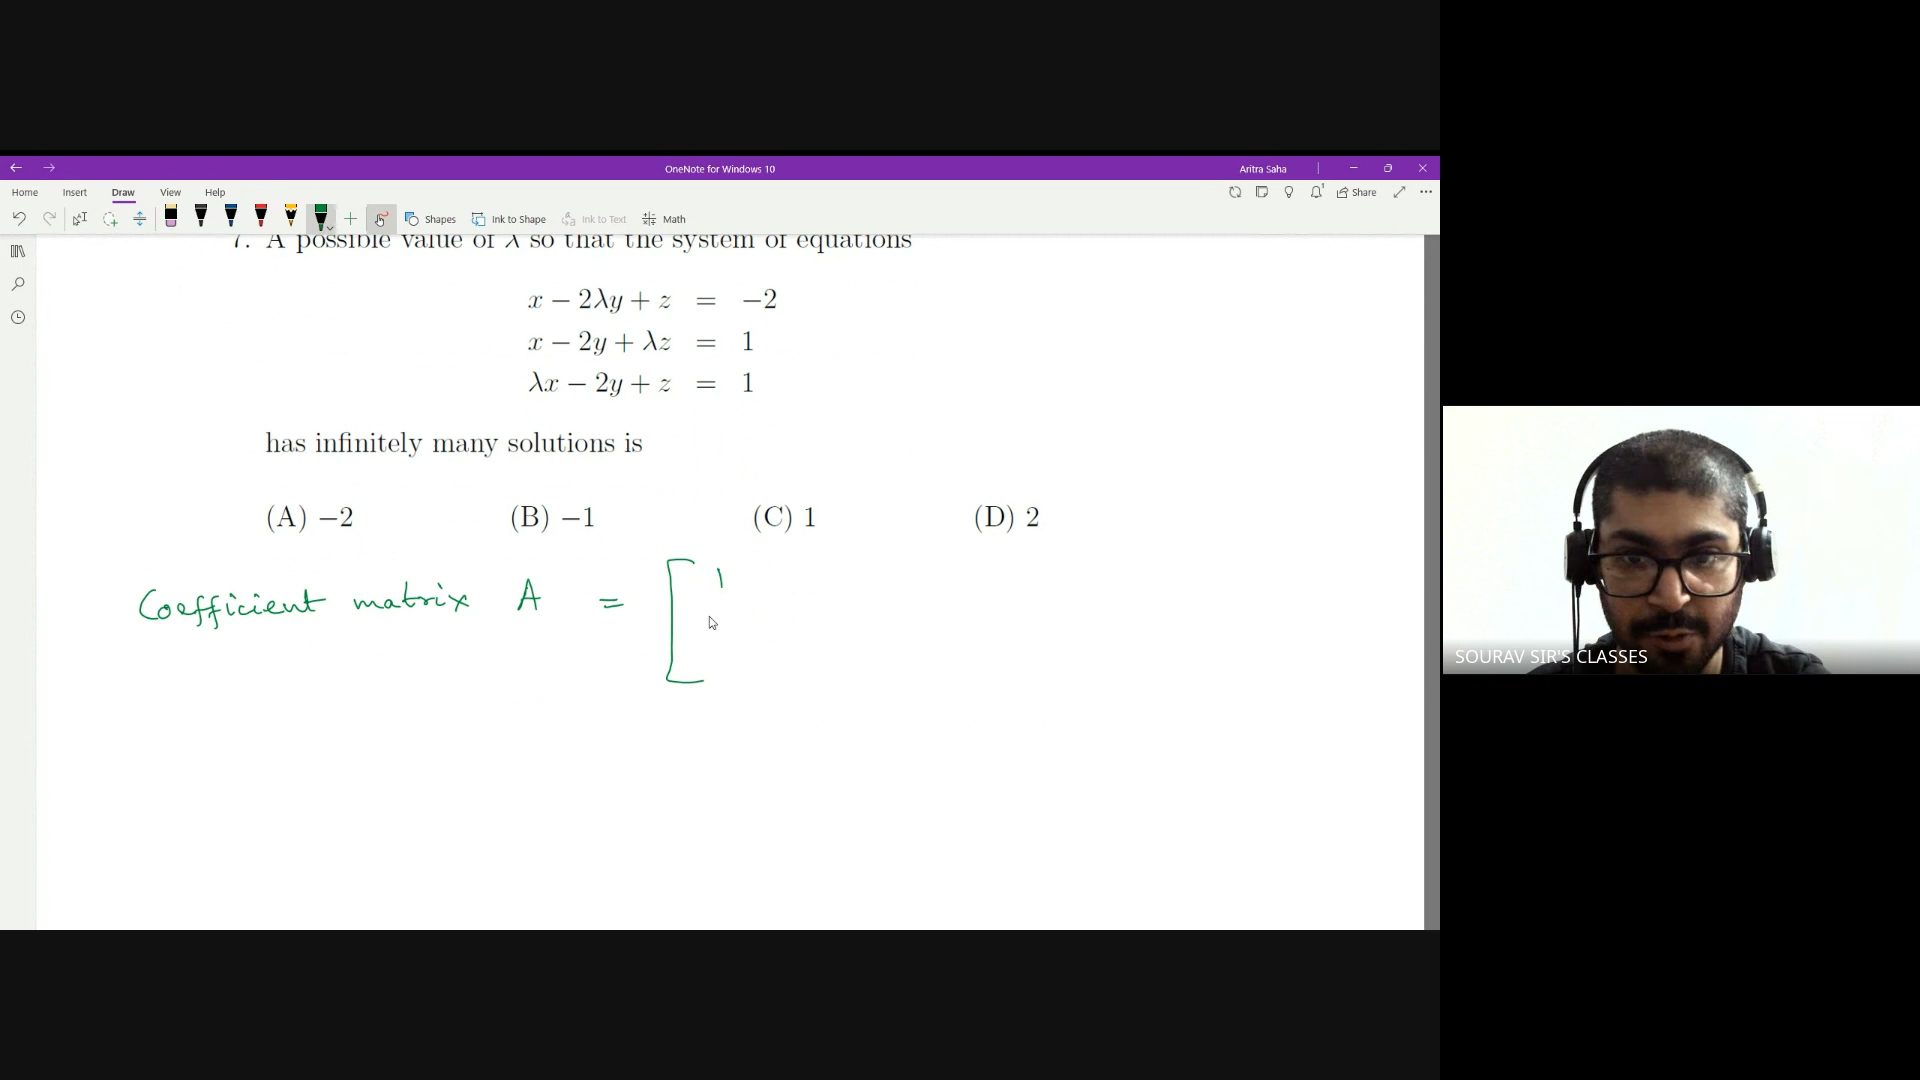 OneNote for Windows 10
Aritra Saha
Home Insert Draw View Help
Share
Shapes Ink to Shape Ink to Text Math
7. A possible value of λ so that the system of equations
x − 2λy + z = −2
x − 2y + λz = 1
λx − 2y + z = 1
has infinitely many solutions is
(A) −2 (B) −1 (C) 1 (D) 2
Coefficient matrix A = [ 1
SOURAV SIR'S CLASSES